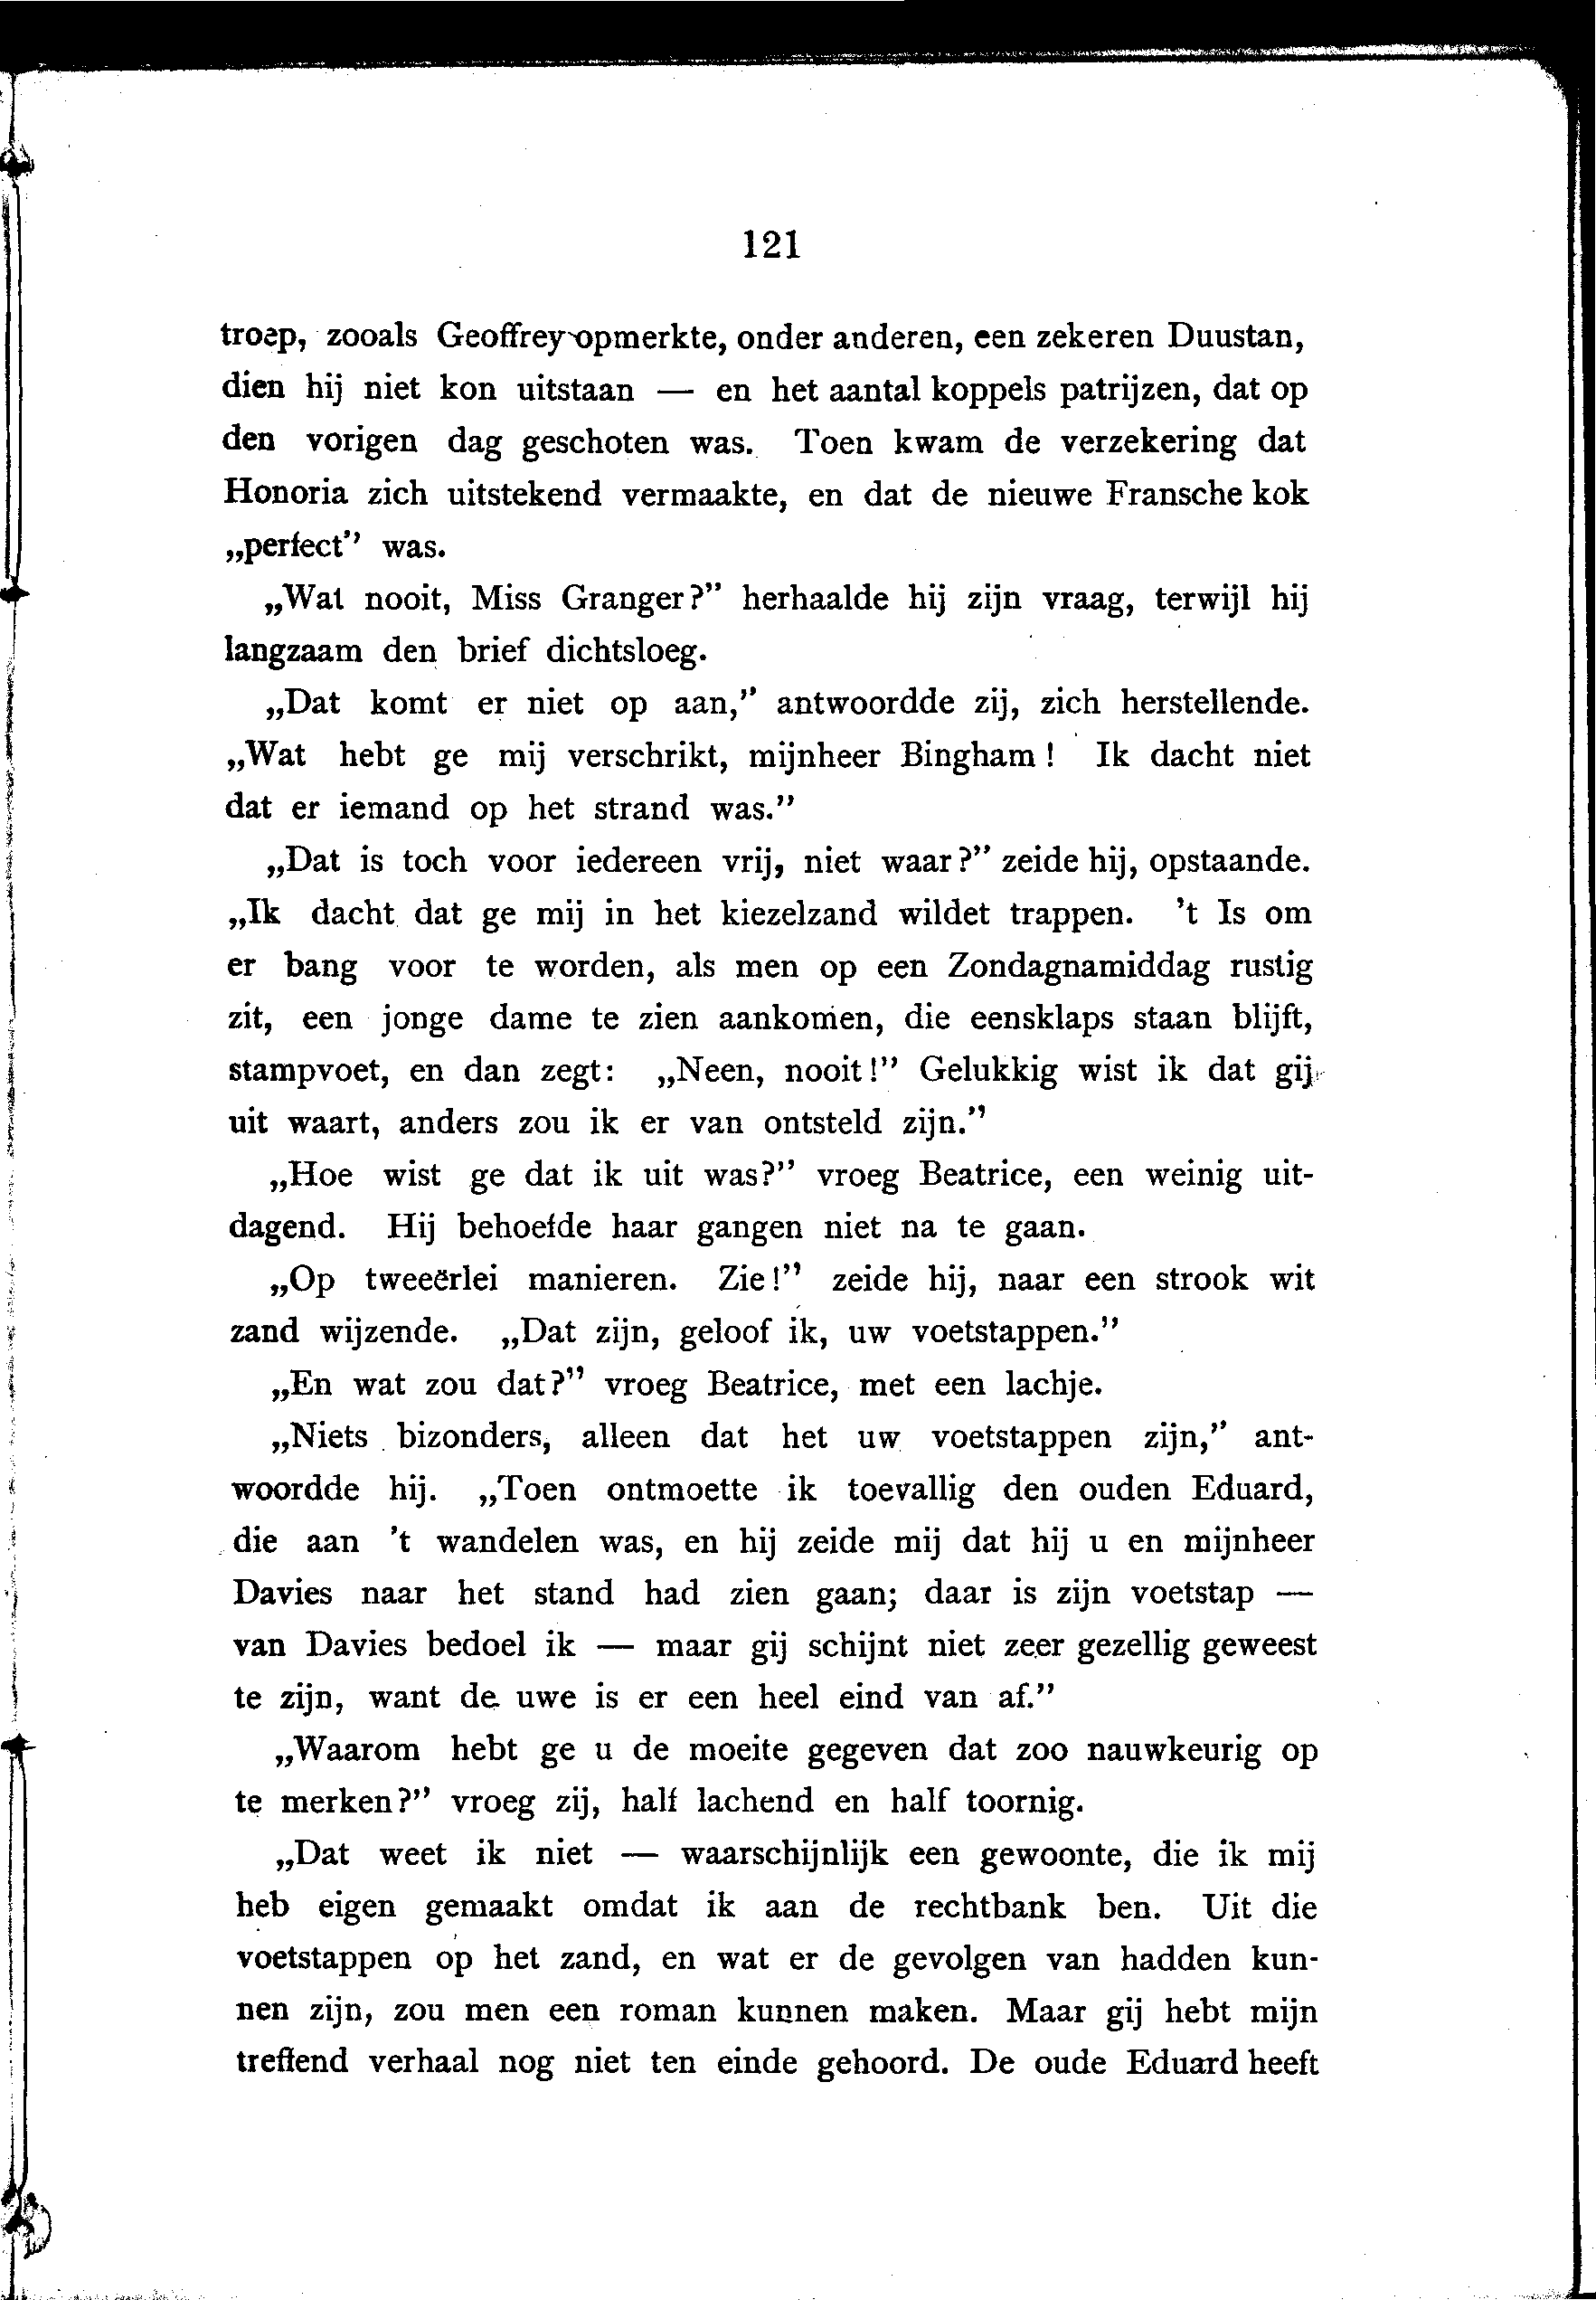 121
troep, zooals Geoffrey opmerkte, onder anderen, een zekeren Duustan,
dien hij niet kon uitstaan — en het aantal koppels patrijzen, dat op
den vorigen dag geschoten was. Toen kwam de verzekering dat
Honoria zich uitstekend vermaakte, en dat de nieuwe Fransche kok
„perfect” was.
„Wat nooit, Miss Granger?” herhaalde hij zijn vraag, terwijl hij
langzaam den brief dichtsloeg.
„Dat komt er niet op aan,” antwoordde zij, zich herstellende.
„Wat hebt ge mij verschrikt, mijnheer Bingham! Ik dacht niet
dat er iemand op het strand was.”
„Dat is toch voor iedereen vrij, niet waar?” zeide hij, opstaande.
„Ik dacht dat ge mij in het kiezelzand wildet trappen. 't Is om
er bang voor te worden, als men op een Zondagnamiddag rustig
zit, een jonge dame te zien aankomen, die eensklaps staan blijft,
stampvoet, en dan zegt: „Neen, nooit!” Gelukkig wist ik dat gij
uit waart, anders zou ik er van ontsteld zijn.”
„Hoe wist ge dat ik uit was?” vroeg Beatrice, een weinig uit-
dagend. Hij behoefde haar gangen niet na te gaan.
„Op tweeërlei manieren. Zie!” zeide hij, naar een strook wit
zand wijzende. „Dat zijn, geloof ik, uw voetstappen.”
„En wat zou dat?” vroeg Beatrice, met een lachje.
„Niets bizonders, alleen dat het uw voetstappen zijn,” ant-
woordde hij. „Toen ontmoette ik toevallig den ouden Eduard,
die aan 't wandelen was, en hij zeide mij dat hij u en mijnheer
Davies naar het stand had zien gaan; daar is zijn voetstap —
van Davies bedoel ik — maar gij schijnt niet zeer gezellig geweest
te zijn, want de uwe is er een heel eind van af.”
„Waarom hebt ge u de moeite gegeven dat zoo nauwkeurig op
te merken?” vroeg zij, half lachend en half toornig.
„Dat weet ik niet — waarschijnlijk een gewoonte, die ik mij
heb eigen gemaakt omdat ik aan de rechtbank ben. Uit die
voetstappen op het zand, en wat er de gevolgen van hadden kun-
nen zijn, zou men een roman kunnen maken. Maar gij hebt mijn
treffend verhaal nog niet ten einde gehoord. De oude Eduard heeft